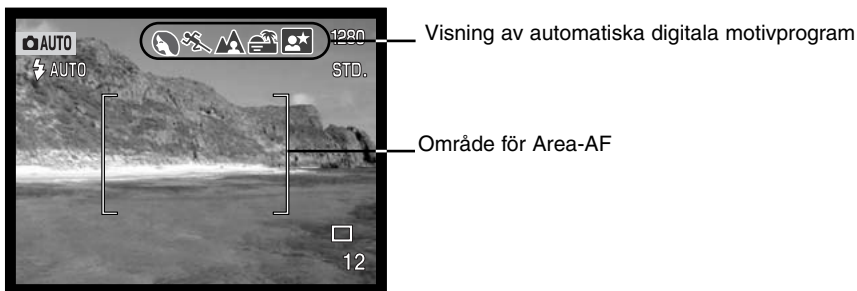 AUTO
1280
Visning av automatiska digitala motivprogram
AUTO
STD.
Område för Area-AF
12